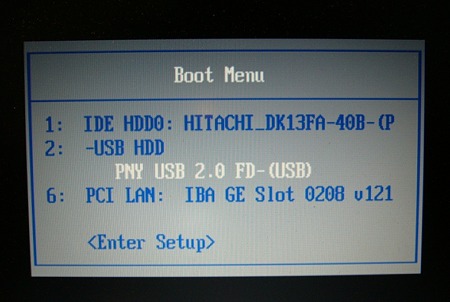 Boot Menu
1: IDE HDD0: HITACHI_DK13FA-40B-(P
2: -USB HDD
PNY USB 2.0 FD-(USB)
6: PCI LAN: IBA GE Slot 0208 v121
<Enter Setup>